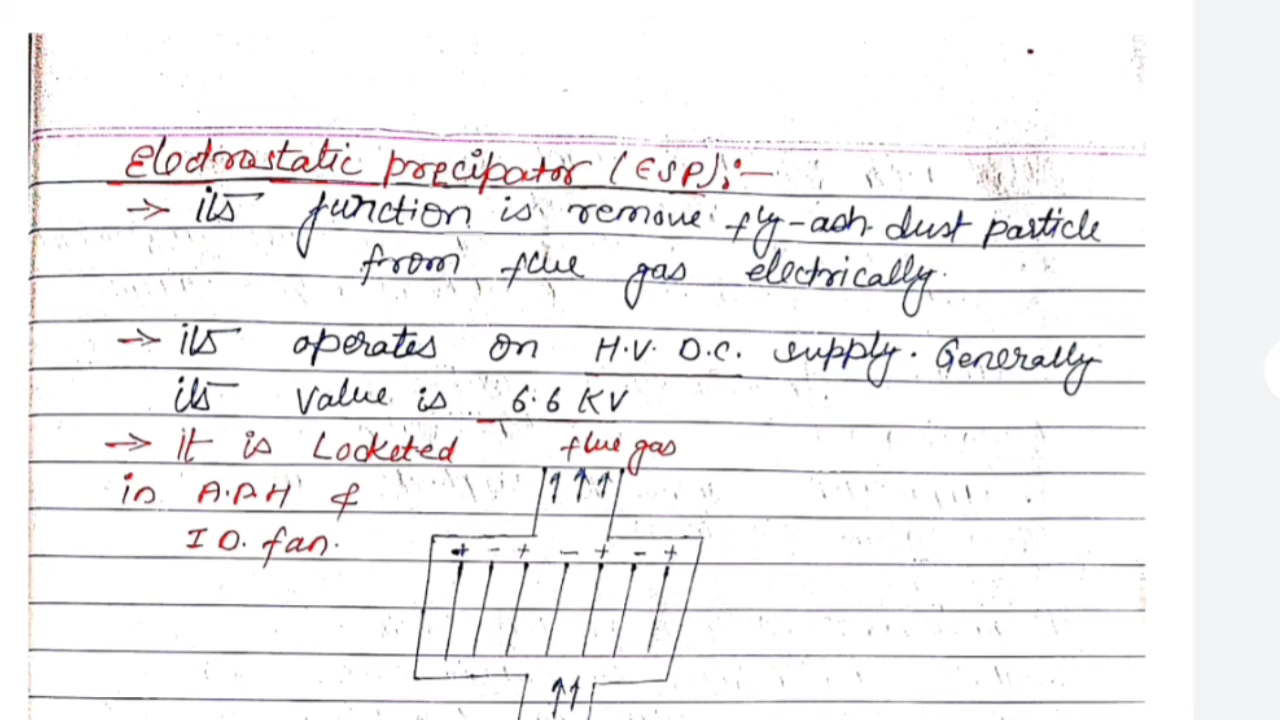 Electrostatic precipator (ESP):-
→ its function is remove fly-ash dust particle
from flue gas electrically.
→ its operates on H.V. D.C. supply. Generally
its value is 6.6 KV
→ it is Locketed flue gas
in A.P.H &
I D. fan.
+ - + - + - +